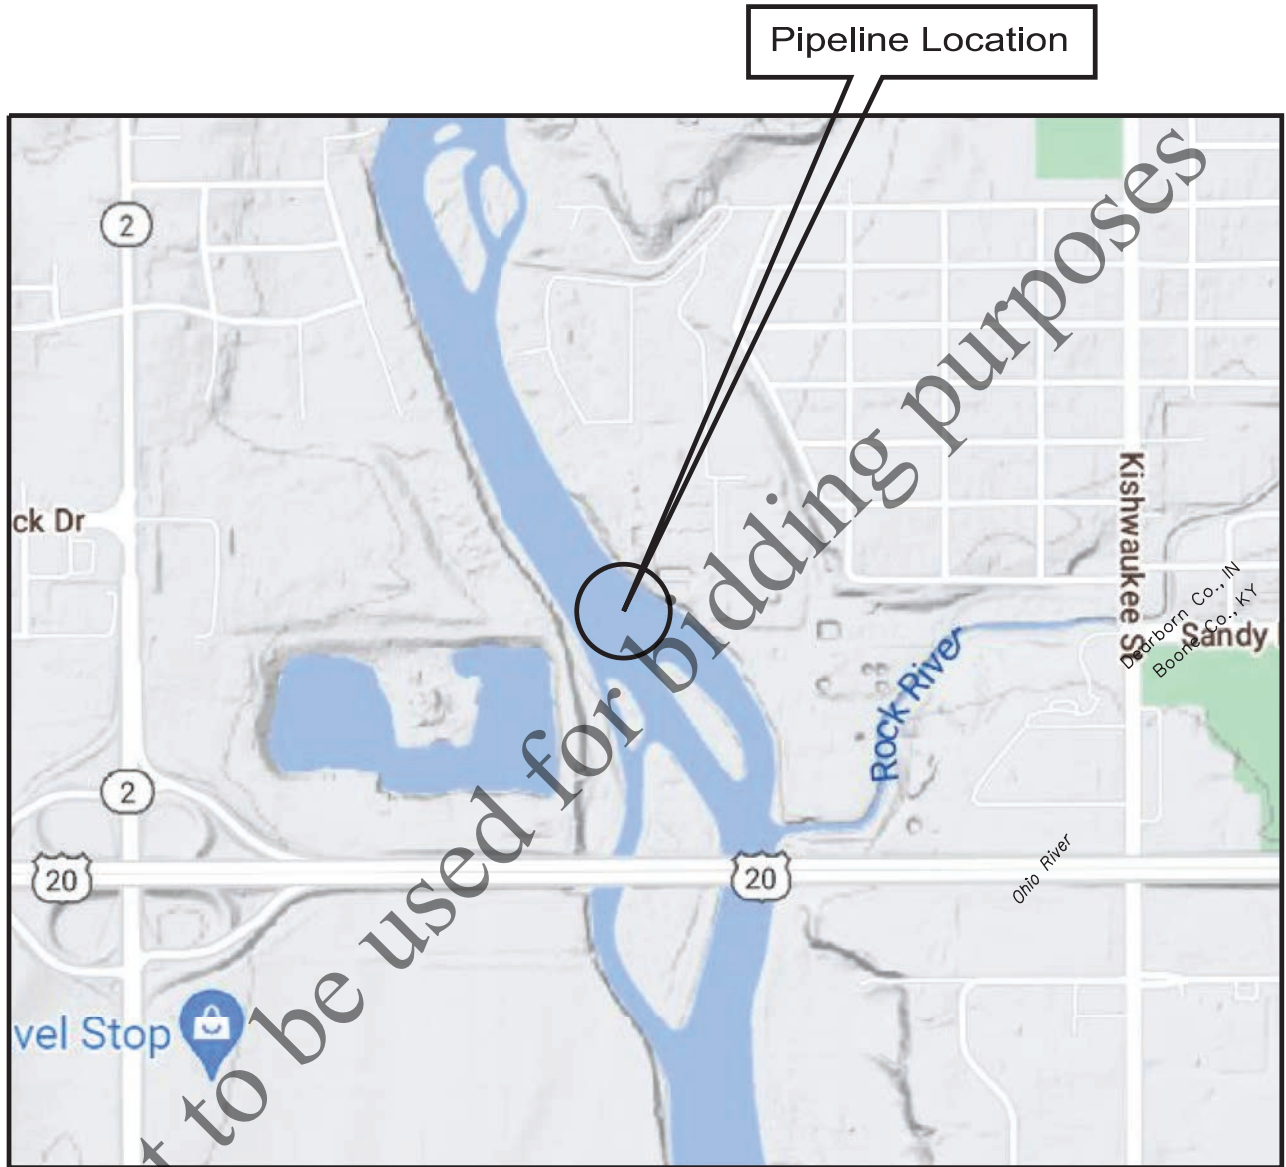 Pipeline Location
2
ck Dr
Kishwaukee St
Dearborn Co., IN
Boone Co., KY
Sandy
Rock River
2
20
20
Ohio River
vel Stop
t to be used for bidding purposes